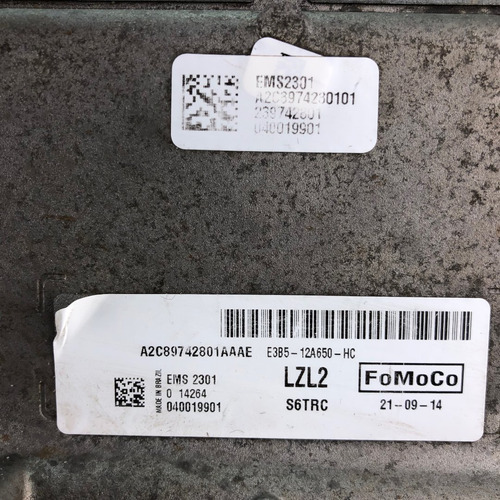 EMS2301
A2C3974280101
239742801
040019901
A2C89742801AAAE E3B5-12A650-HC
MADE IN BRAZIL
EMS 2301 LZL2 FoMoCo
0 14264
040019901 S6TRC 21-09-14